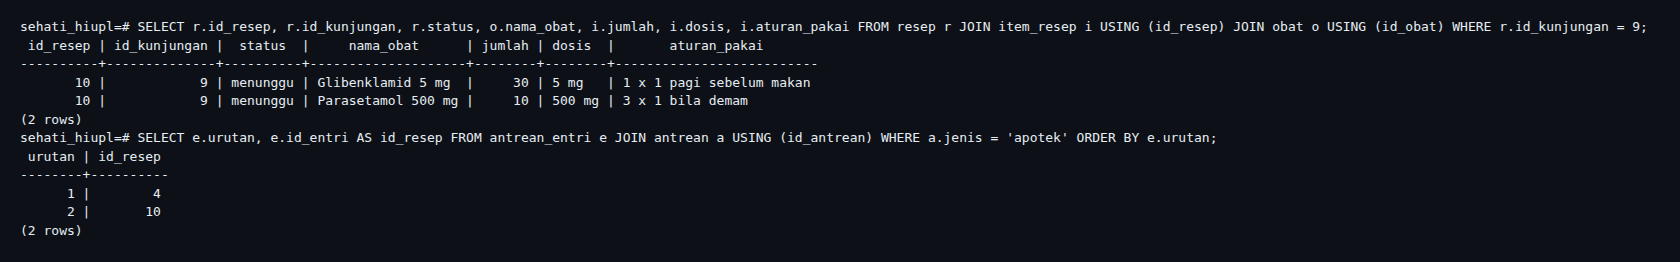 sehati_hiupl=# SELECT r.id_resep, r.id_kunjungan, r.status, o.nama_obat, i.jumlah, i.dosis, i.aturan_pakai FROM resep r JOIN item_resep i USING (id_resep) JOIN obat o USING (id_obat) WHERE r.id_kunjungan = 9;
 id_resep | id_kunjungan |  status  |     nama_obat      | jumlah | dosis  |       aturan_pakai
----------+--------------+----------+--------------------+--------+--------+--------------------------
       10 |            9 | menunggu | Glibenklamid 5 mg  |     30 | 5 mg   | 1 x 1 pagi sebelum makan
       10 |            9 | menunggu | Parasetamol 500 mg |     10 | 500 mg | 3 x 1 bila demam
(2 rows)
sehati_hiupl=# SELECT e.urutan, e.id_entri AS id_resep FROM antrean_entri e JOIN antrean a USING (id_antrean) WHERE a.jenis = 'apotek' ORDER BY e.urutan;
 urutan | id_resep
--------+----------
      1 |        4
      2 |       10
(2 rows)